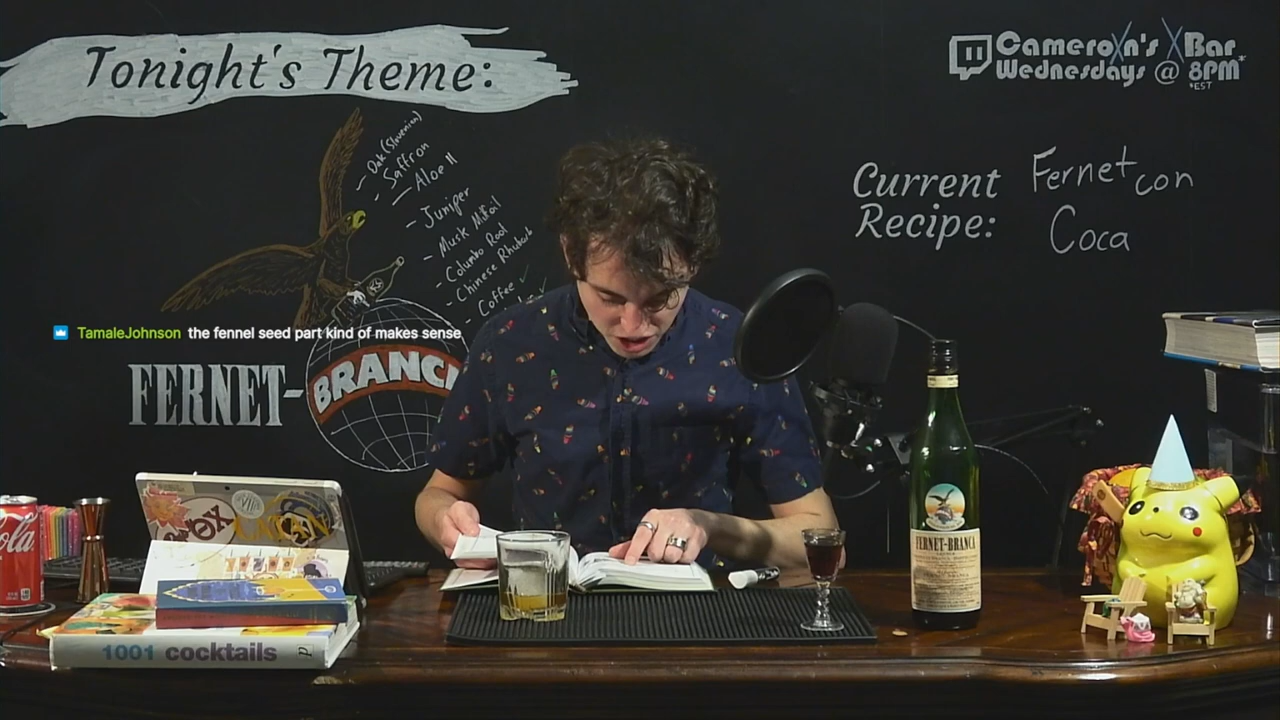 Tonight's Theme:
Cameron's Bar
Wednesdays @ 8PM*
*EST
- Oak (Slovenian)
- Saffron
- Aloe II
- Juniper
- Musk Milfoil
- Columbo Root
- Chinese Rhubarb
- Coffee ✓
Current
Recipe:
Fernet con
Coca
TamaleJohnson the fennel seed part kind of makes sense
FERNET-
BRANCA
FERNET-BRANCA
1001 cocktails